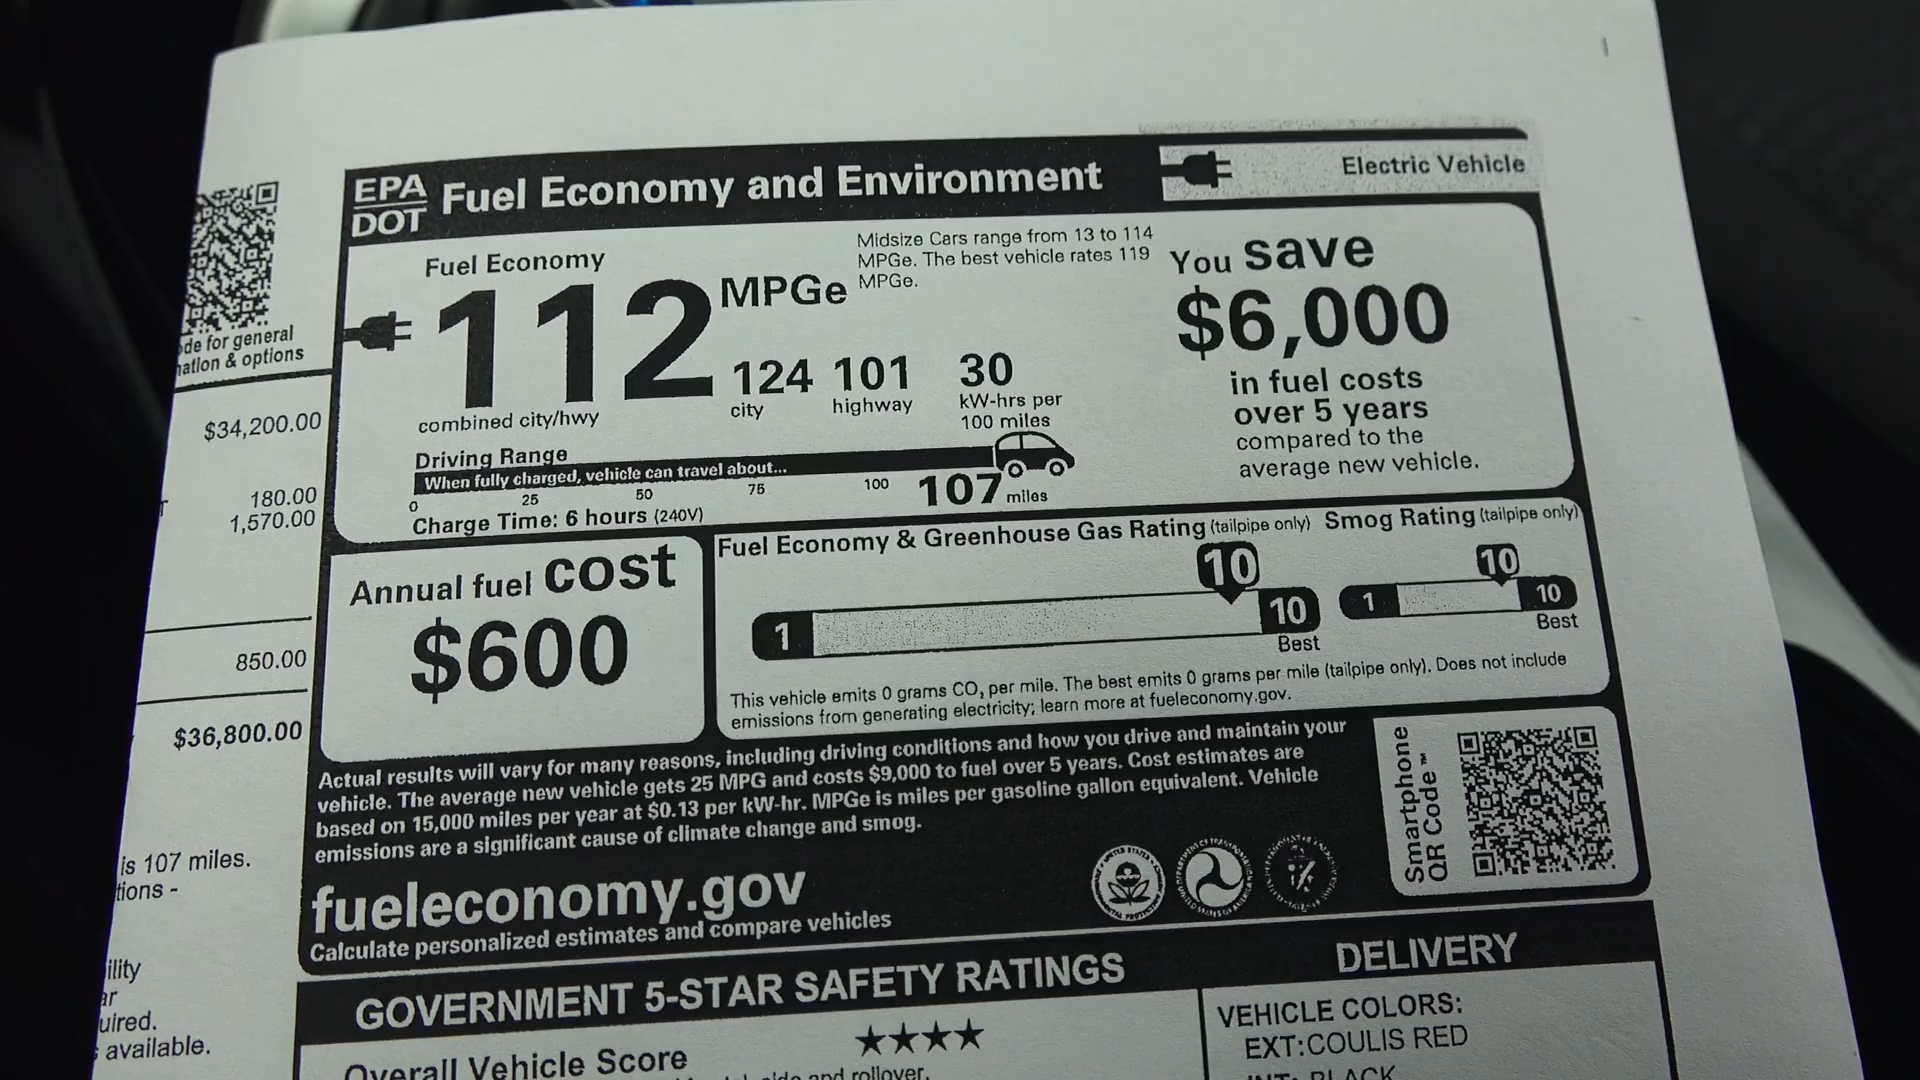 de for general
ation & options
$34,200.00
180.00
1,570.00
850.00
$36,800.00
is 107 miles.
tions -
ility
ar
uired.
available.
EPA
DOT
Fuel Economy and Environment
Electric Vehicle
Fuel Economy
112 MPGe
combined city/hwy
Midsize Cars range from 13 to 114
MPGe. The best vehicle rates 119
MPGe.
124
city
101
highway
30
kW-hrs per
100 miles
You save
$6,000
in fuel costs
over 5 years
compared to the
average new vehicle.
Driving Range
When fully charged, vehicle can travel about...
0 25 50 75 100 107 miles
Charge Time: 6 hours (240V)
Annual fuel cost
$600
Fuel Economy & Greenhouse Gas Rating (tailpipe only)
10
1
10
Best
Smog Rating (tailpipe only)
10
1
10
Best
This vehicle emits 0 grams CO2 per mile. The best emits 0 grams per mile (tailpipe only). Does not include
emissions from generating electricity; learn more at fueleconomy.gov.
Actual results will vary for many reasons, including driving conditions and how you drive and maintain your
vehicle. The average new vehicle gets 25 MPG and costs $9,000 to fuel over 5 years. Cost estimates are
based on 15,000 miles per year at $0.13 per kW-hr. MPGe is miles per gasoline gallon equivalent. Vehicle
emissions are a significant cause of climate change and smog.
fueleconomy.gov
Calculate personalized estimates and compare vehicles
Smartphone
QR Code™
GOVERNMENT 5-STAR SAFETY RATINGS
Overall Vehicle Score
★★★★
and rollover.
DELIVERY
VEHICLE COLORS:
EXT:COULIS RED
INT: BLACK